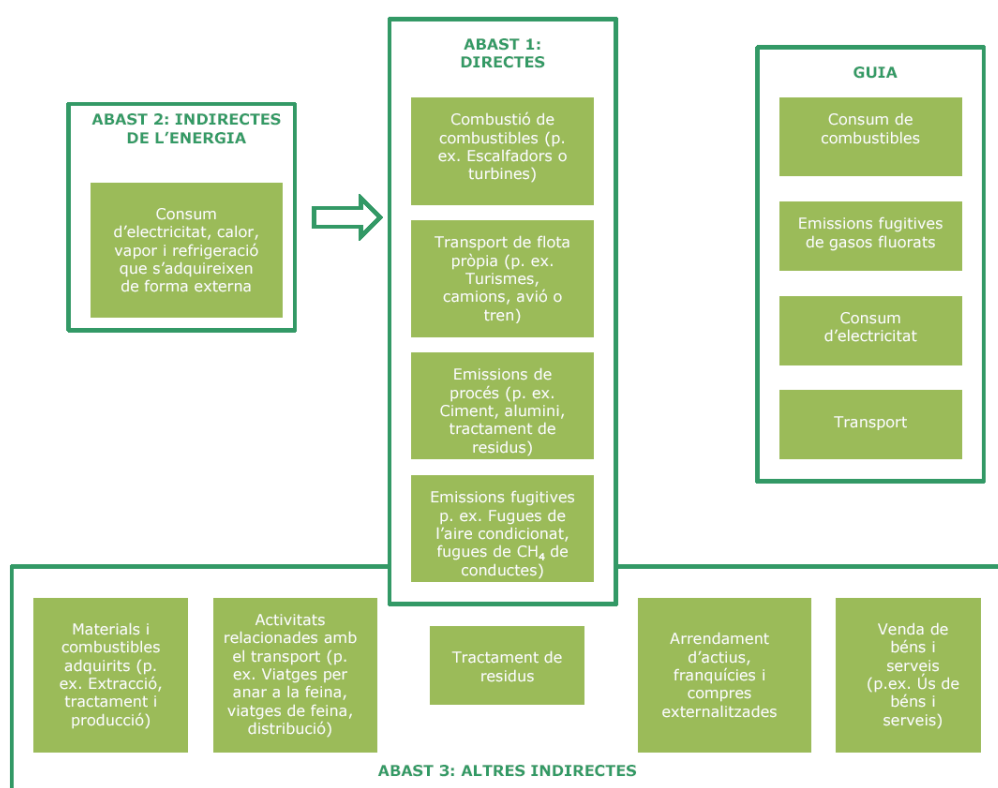 ABAST 2: INDIRECTES
DE L’ENERGIA
Consum
d’electricitat, calor,
vapor i refrigeració
que s’adquireixen
de forma externa
ABAST 1:
DIRECTES
Combustió de
combustibles (p.
ex. Escalfadors o
turbines)
Transport de flota
pròpia (p. ex.
Turismes,
camions, avió o
tren)
Emissions de
procés (p. ex.
Ciment, alumini,
tractament de
residus)
Emissions fugitives
p. ex. Fugues de
l’aire condicionat,
fugues de CH₄ de
conductes)
GUIA
Consum de
combustibles
Emissions fugitives
de gasos fluorats
Consum
d’electricitat
Transport
Materials i
combustibles
adquirits (p.
ex. Extracció,
tractament i
producció)
Activitats
relacionades amb
el transport (p.
ex. Viatges per
anar a la feina,
viatges de feina,
distribució)
Tractament de
residus
Arrendament
d’actius,
franquícies i
compres
externalitzades
Venda de
béns i
serveis
(p.ex. Ús de
béns i
serveis)
ABAST 3: ALTRES INDIRECTES